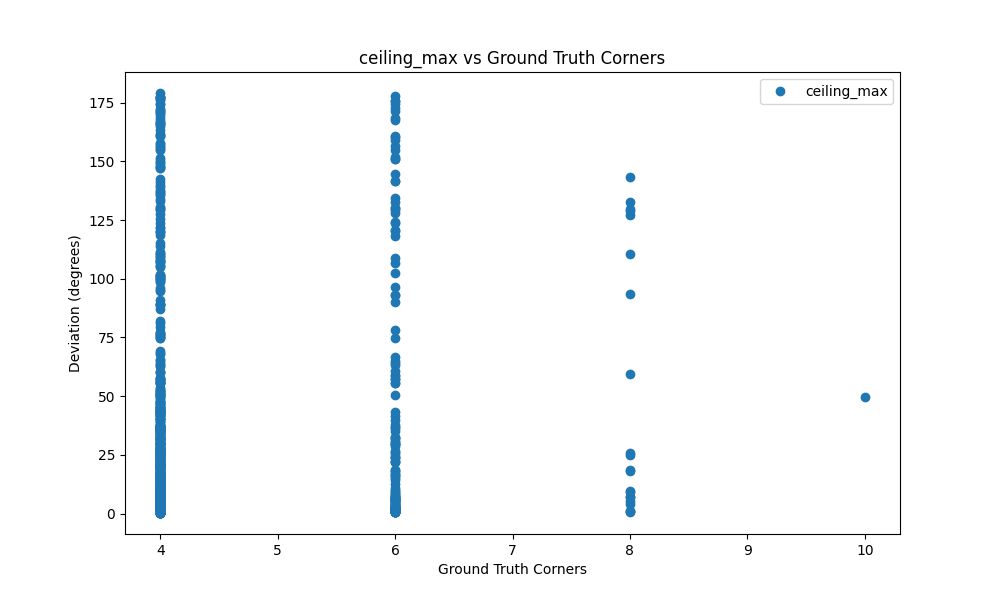 ceiling_max vs Ground Truth Corners
ceiling_max
Deviation (degrees)
175
150
125
100
75
50
25
0
4 5 6 7 8 9 10
Ground Truth Corners